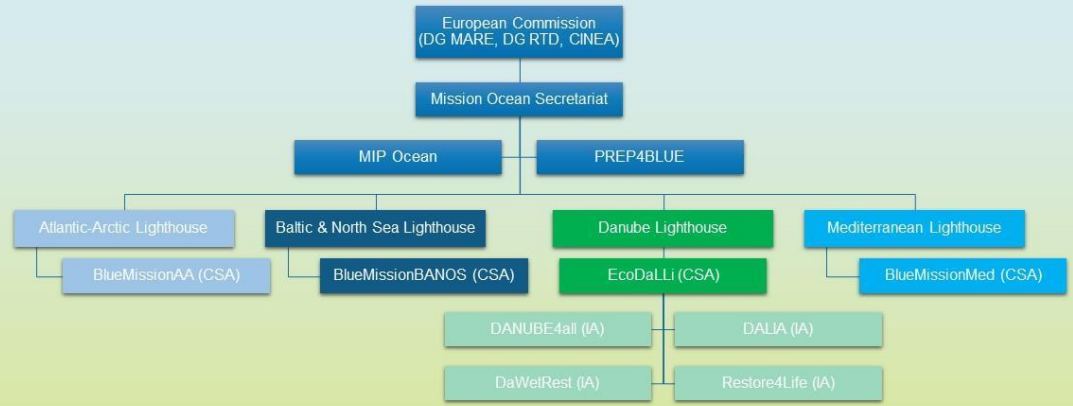 European Commission
(DG MARE, DG RTD, CINEA)
Mission Ocean Secretariat
MIP Ocean
PREP4BLUE
Atlantic-Arctic Lighthouse
Baltic & North Sea Lighthouse
Danube Lighthouse
Mediterranean Lighthouse
BlueMissionAA (CSA)
BlueMissionBANOS (CSA)
EcoDaLLi (CSA)
BlueMissionMed (CSA)
DANUBE4all (IA)
DALIA (IA)
DaWetRest (IA)
Restore4Life (IA)